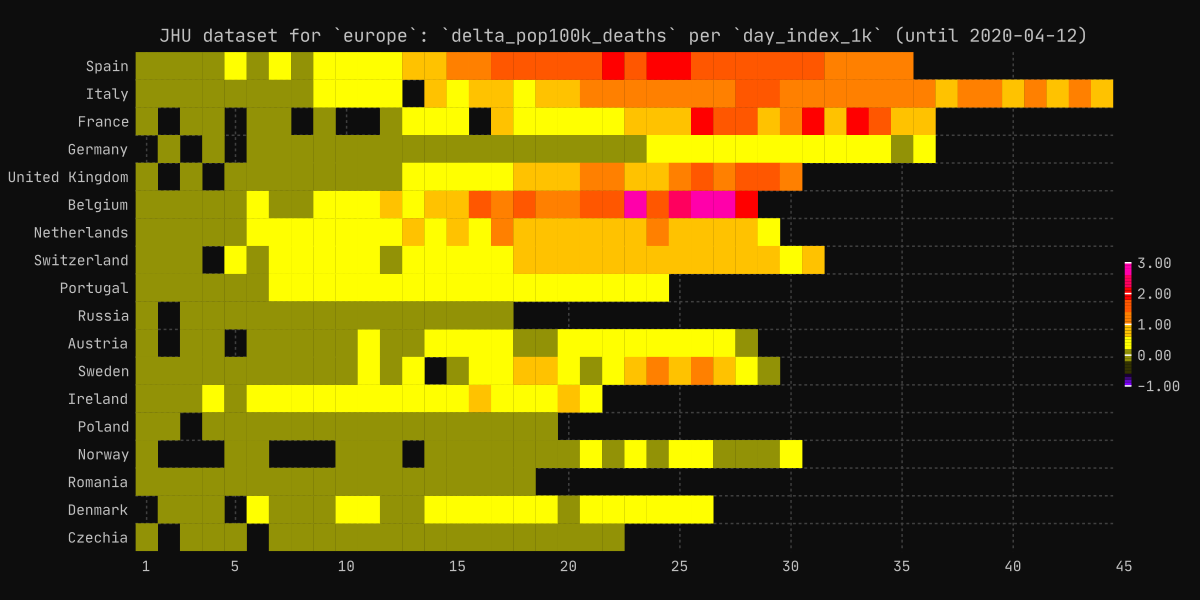 JHU dataset for `europe`: `delta_pop100k_deaths` per `day_index_1k` (until 2020-04-12)
Spain
Italy
France
Germany
United Kingdom
Belgium
Netherlands
Switzerland
Portugal
Russia
Austria
Sweden
Ireland
Poland
Norway
Romania
Denmark
Czechia
3.00
2.00
1.00
0.00
-1.00
1 5 10 15 20 25 30 35 40 45